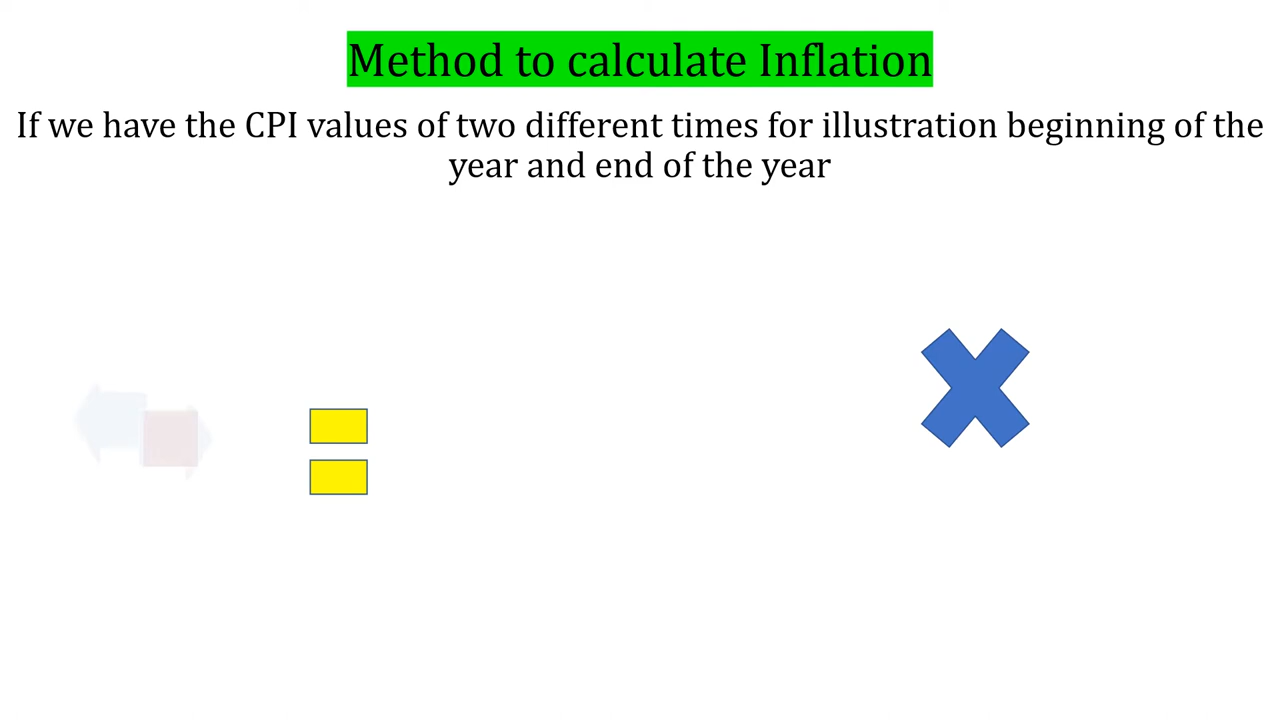 Method to calculate Inflation
If we have the CPI values of two different times for illustration beginning of the
year and end of the year